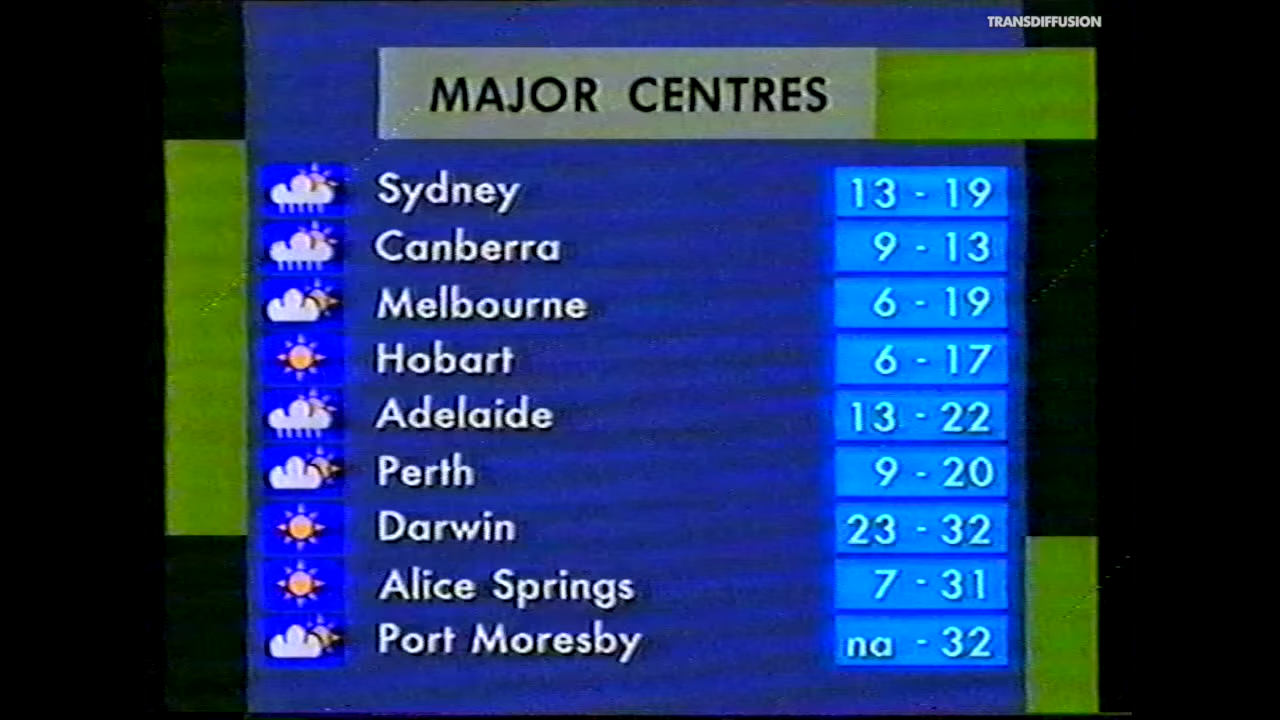 TRANSDIFFUSION
MAJOR CENTRES
Sydney 13 - 19
Canberra 9 - 13
Melbourne 6 - 19
Hobart 6 - 17
Adelaide 13 - 22
Perth 9 - 20
Darwin 23 - 32
Alice Springs 7 - 31
Port Moresby na - 32